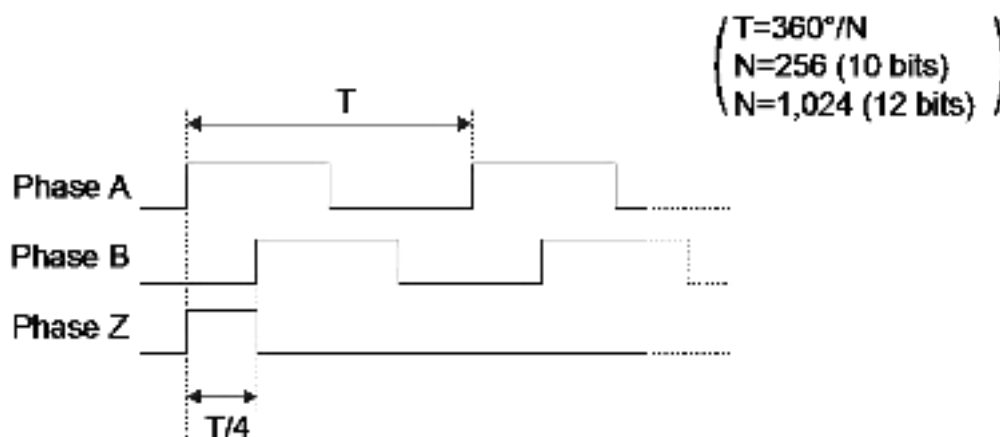 T=360°/N
N=256 (10 bits)
N=1,024 (12 bits)
T
Phase A
Phase B
Phase Z
T/4